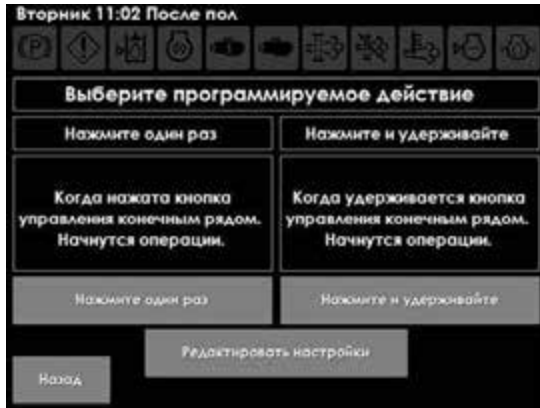 Вторник 11:02 После пол
Выберите программируемое действие
Нажмите один раз
Нажмите и удерживайте
Когда нажата кнопка
управления конечным рядом.
Начнутся операции.
Когда удерживается кнопка
управления конечным рядом.
Начнутся операции.
Нажмите один раз
Нажмите и удерживайте
Редактировать настройки
Назад